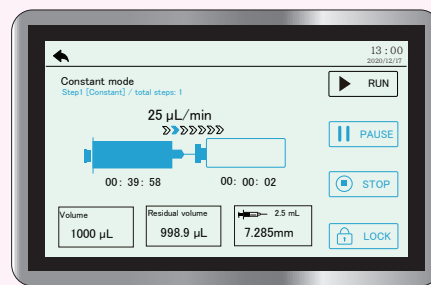 13:00
2020/12/17
Constant mode
Step1 [Constant] / total steps: 1
RUN
25 μL/min
PAUSE
00: 39: 58
00: 00: 02
STOP
Volume
1000 μL
Residual volume
998.9 μL
2.5 mL
7.285mm
LOCK